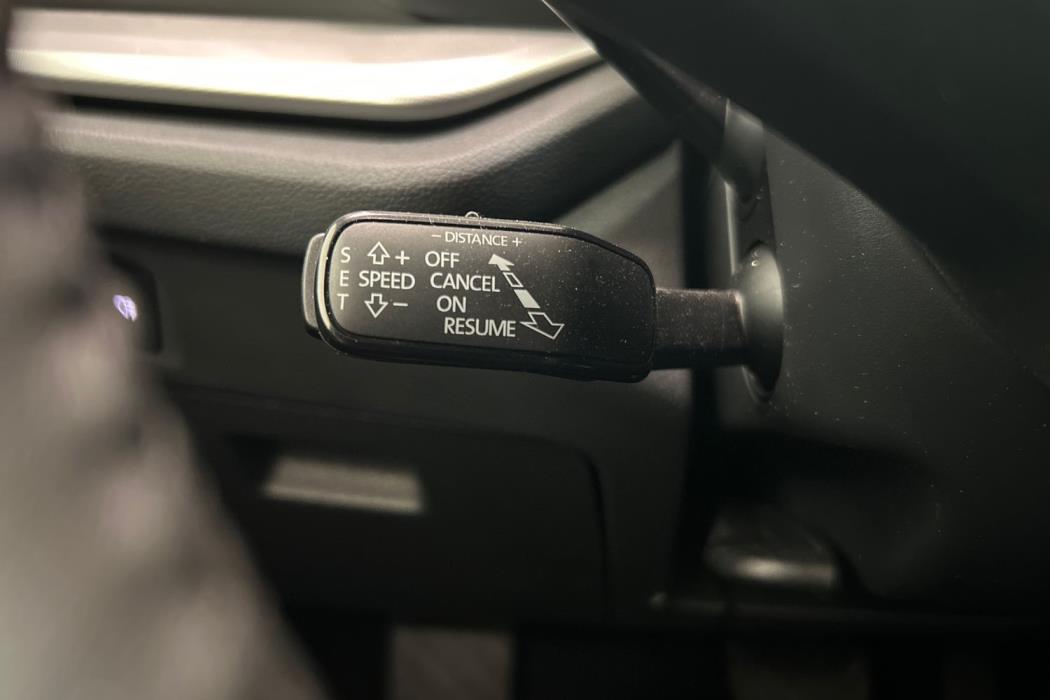 − DISTANCE +
S + OFF
E SPEED CANCEL
T − ON
RESUME